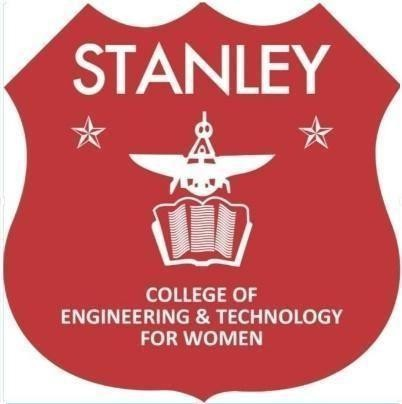 STANLEY
COLLEGE OF
ENGINEERING & TECHNOLOGY
FOR WOMEN